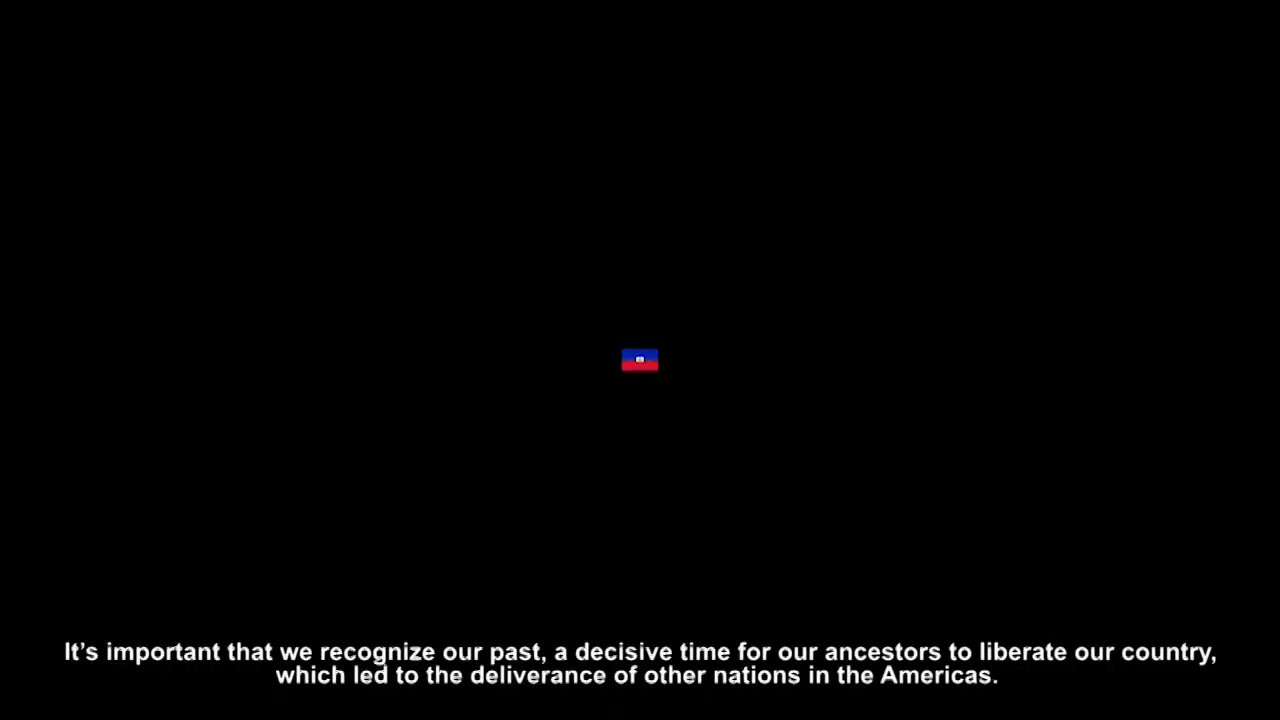 It’s important that we recognize our past, a decisive time for our ancestors to liberate our country,
which led to the deliverance of other nations in the Americas.